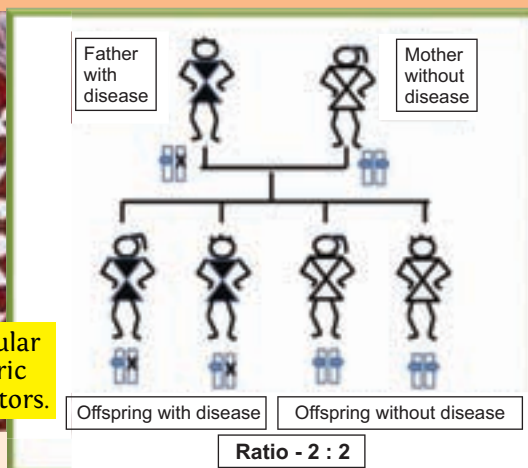 Father
with
disease
Mother
without
disease
ular
ric
tors.
Offspring with disease
Offspring without disease
Ratio - 2 : 2